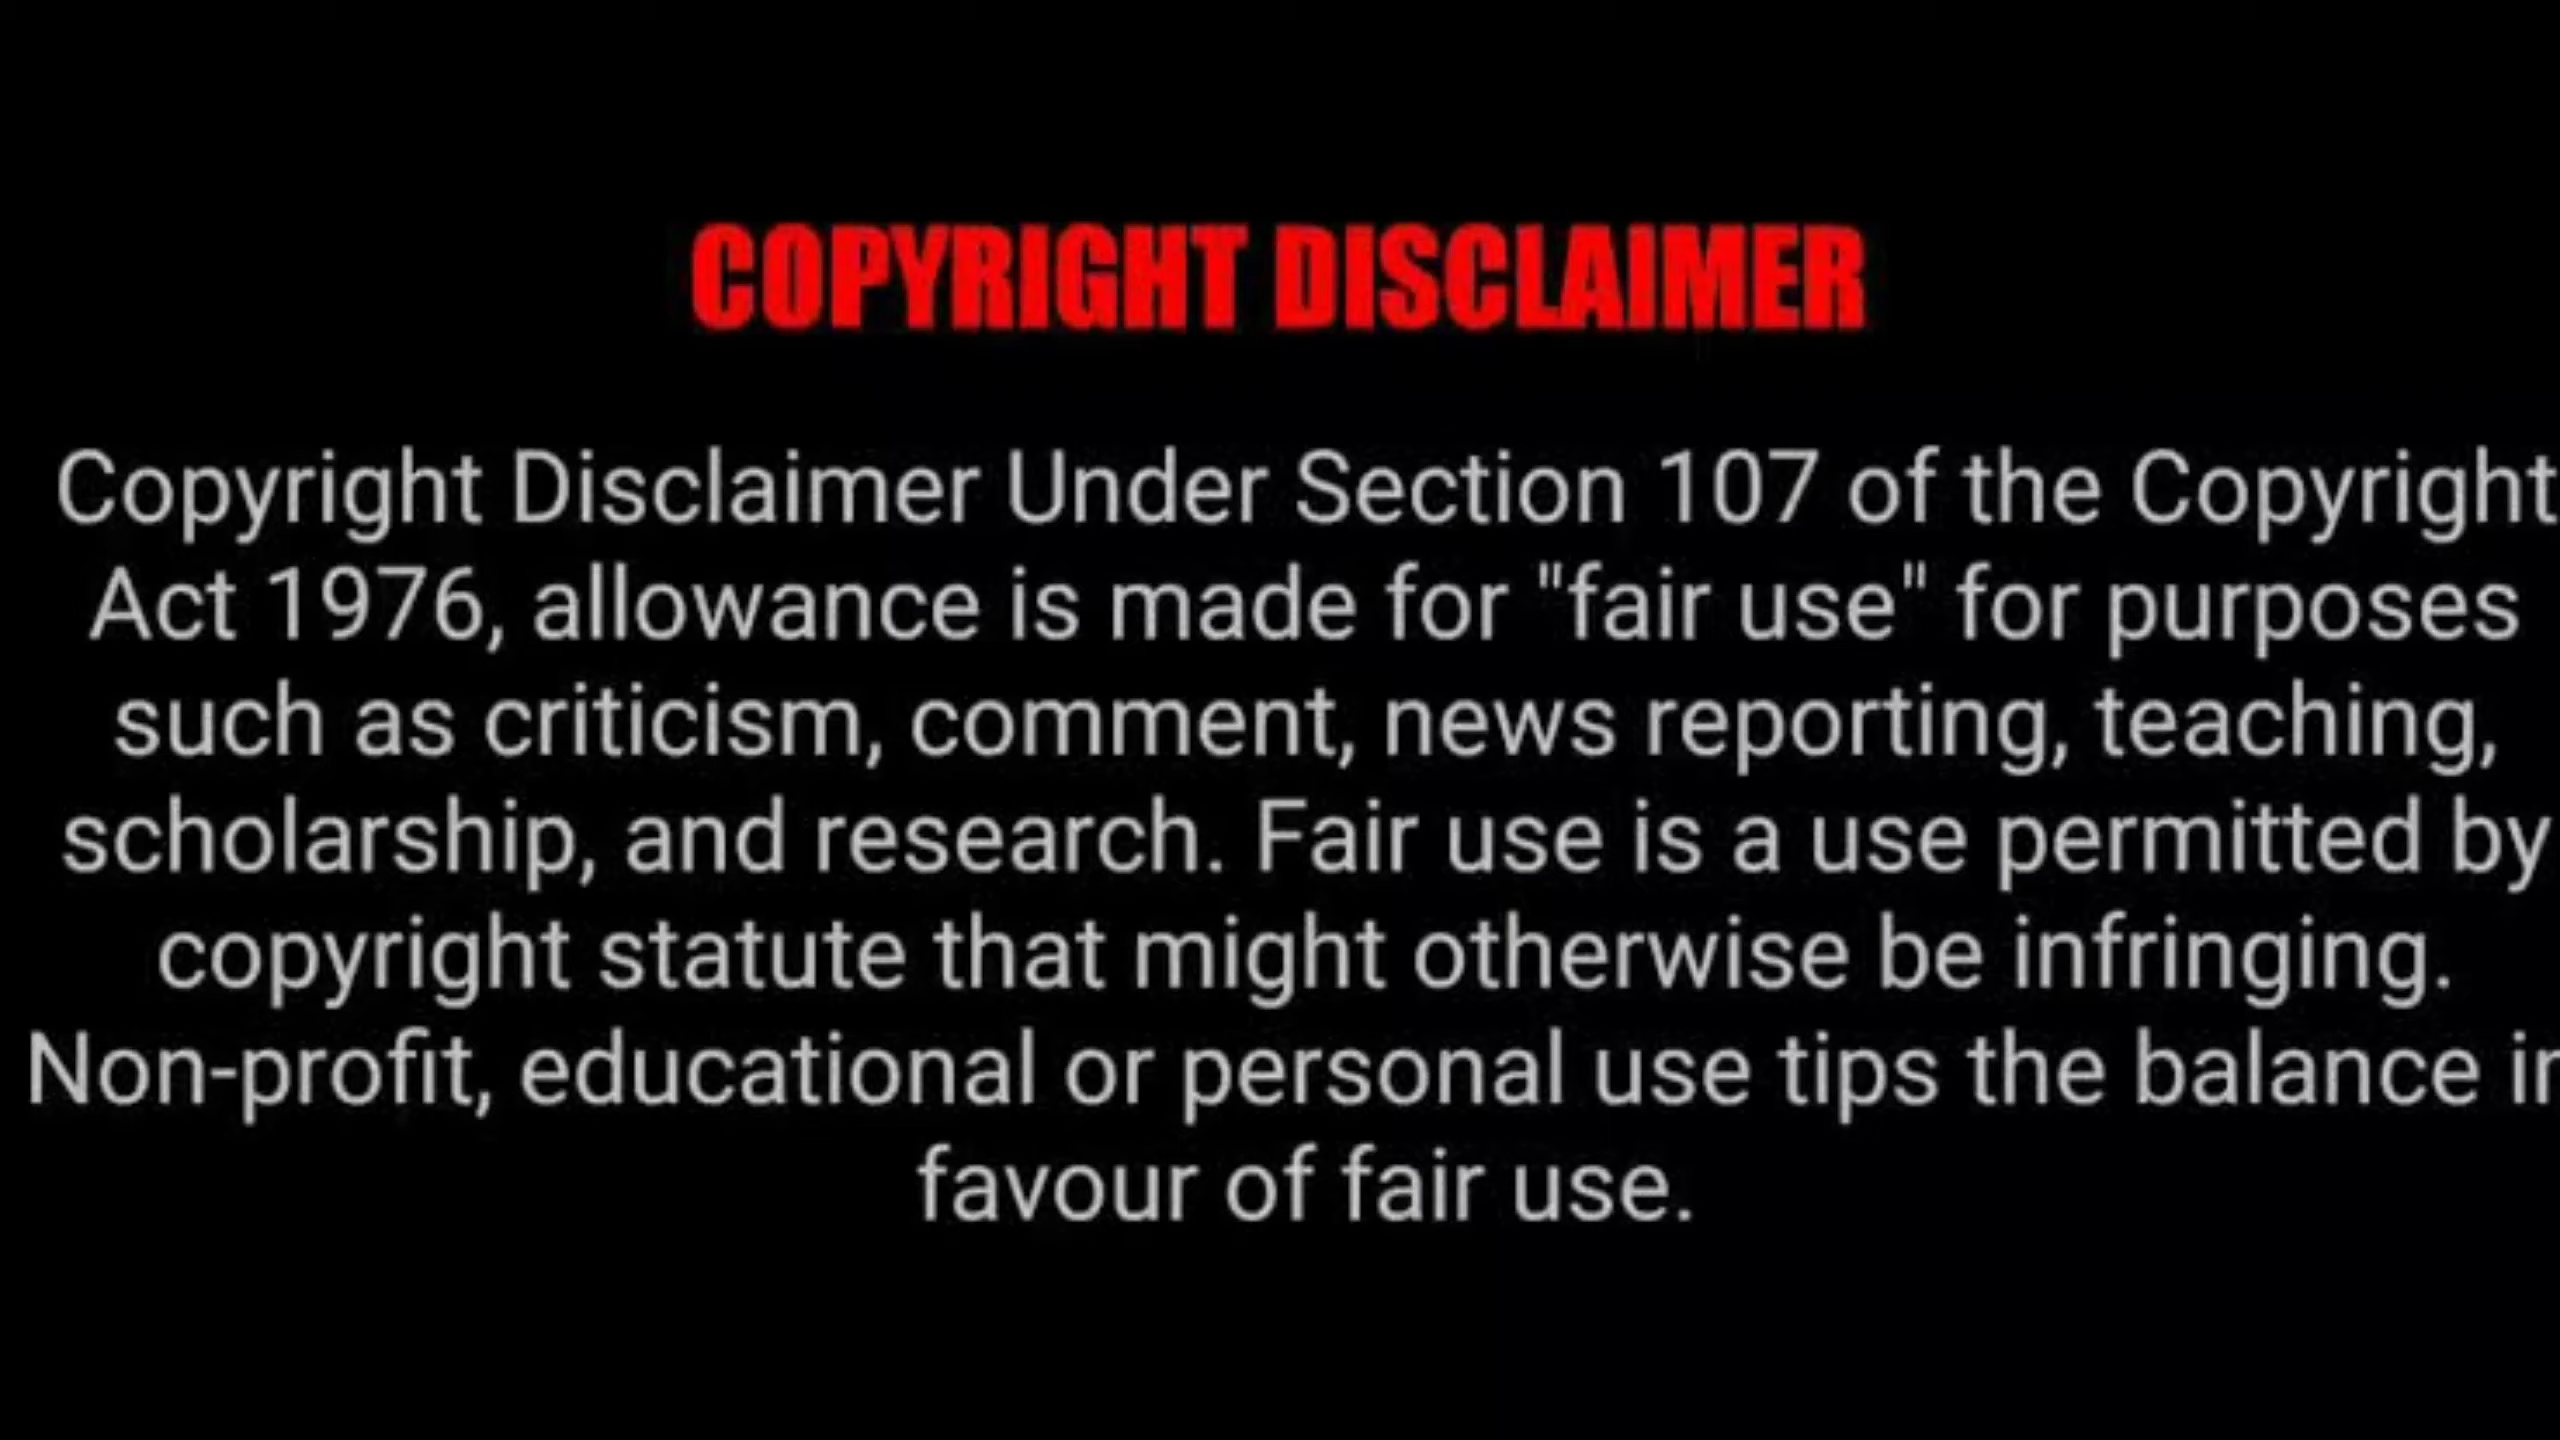 COPYRIGHT DISCLAIMER
Copyright Disclaimer Under Section 107 of the Copyright
Act 1976, allowance is made for "fair use" for purposes
such as criticism, comment, news reporting, teaching,
scholarship, and research. Fair use is a use permitted by
copyright statute that might otherwise be infringing.
Non-profit, educational or personal use tips the balance in
favour of fair use.